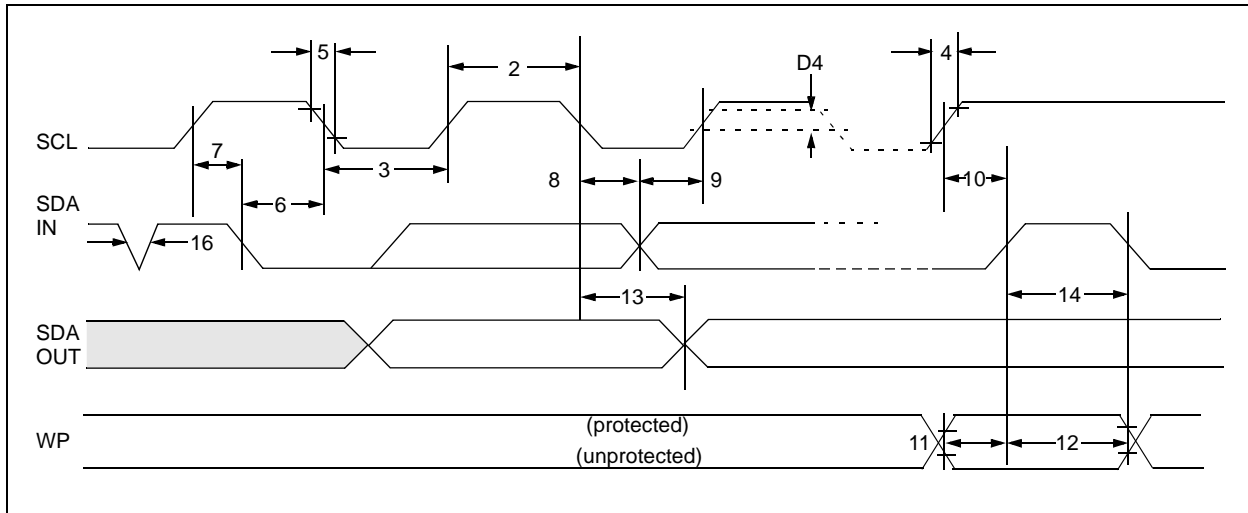 5
2
D4
4
SCL
7
3
8
9
10
SDA
IN
6
16
13
14
SDA
OUT
WP
(protected)
(unprotected)
11
12